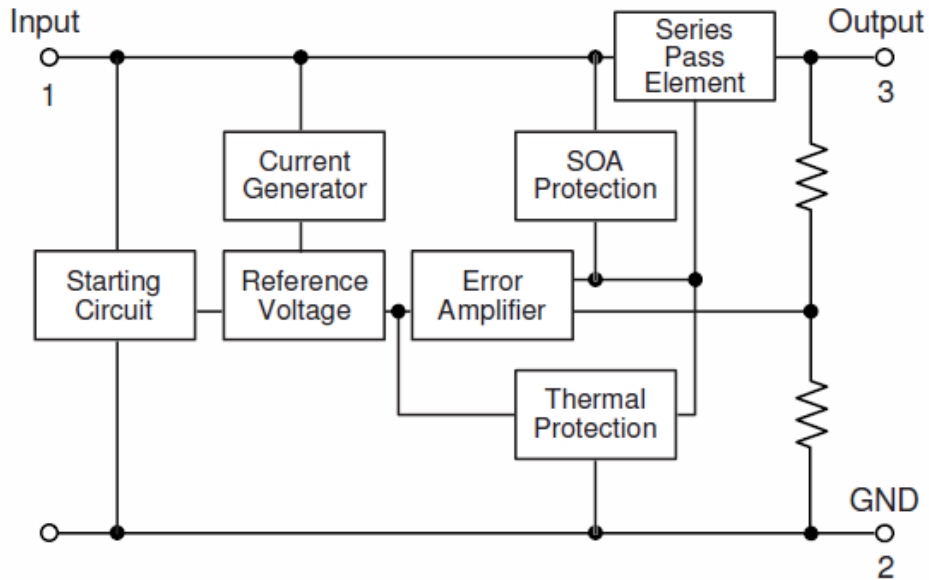 Input
1
Series
Pass
Element
Output
3
Current
Generator
SOA
Protection
Starting
Circuit
Reference
Voltage
Error
Amplifier
Thermal
Protection
GND
2